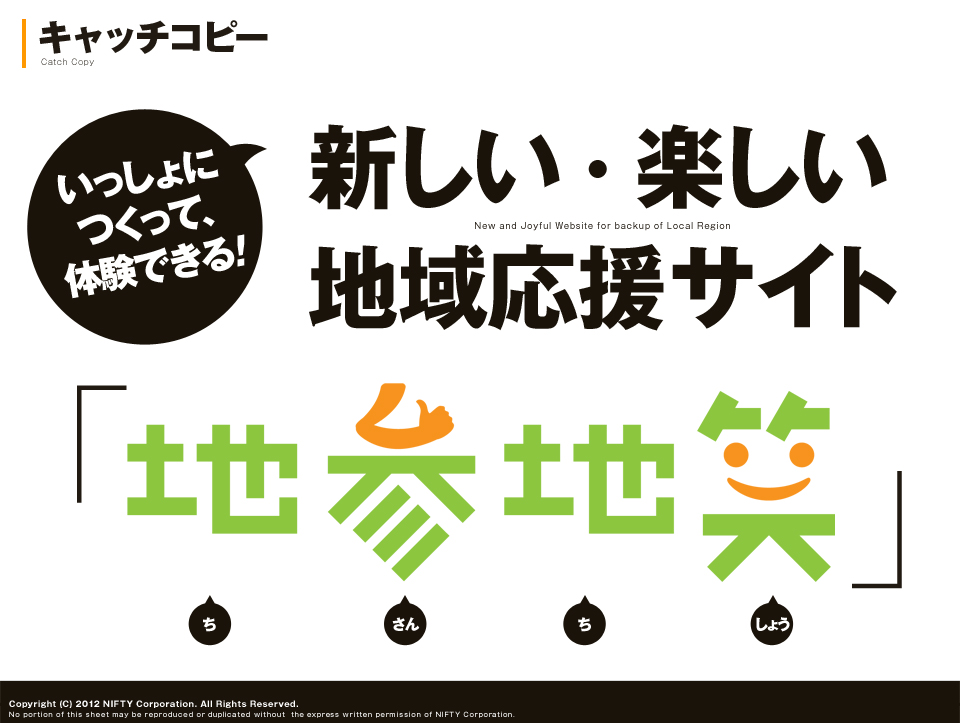 キャッチコピー
Catch Copy
いっしょに
つくって、
体験できる!
新しい・楽しい
New and Joyful Website for backup of Local Region
地域応援サイト
「地参地笑」
ち さん ち しょう
Copyright (C) 2012 NIFTY Corporation. All Rights Reserved.
No portion of this sheet may be reproduced or duplicated without the express written permission of NIFTY Corporation.